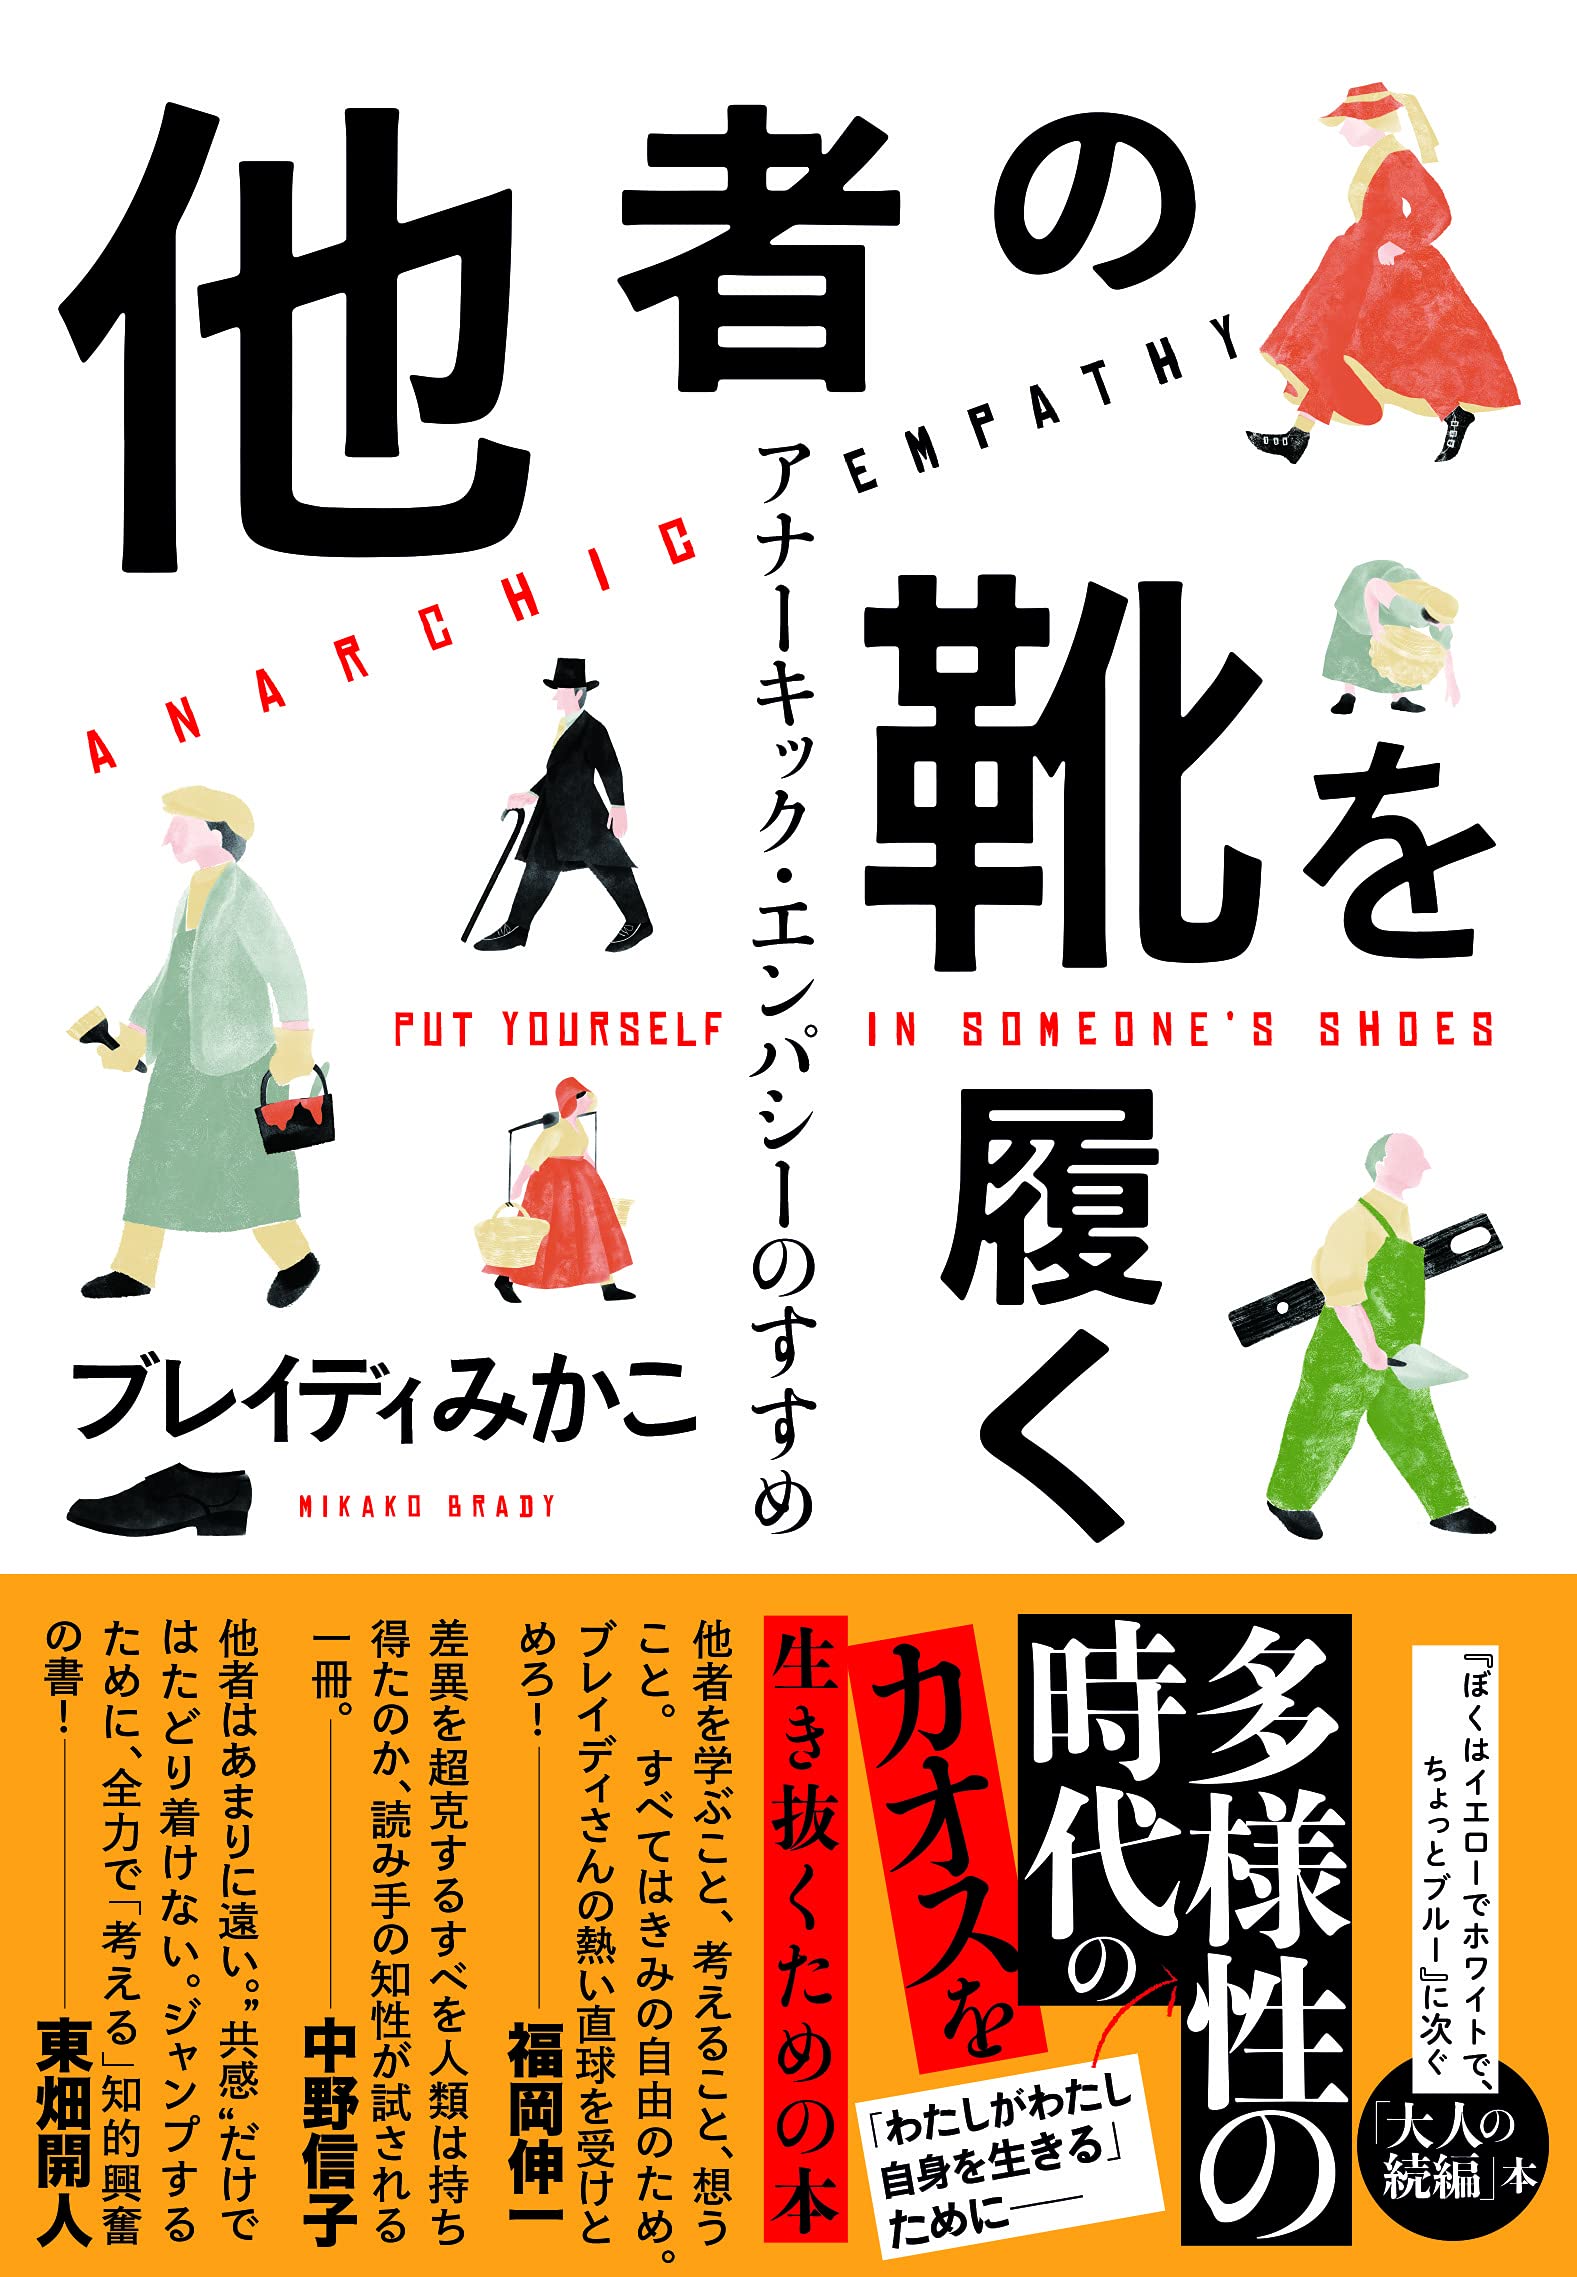 他者の
靴を
履く
ANARCHIC EMPATHY
アナーキック・エンパシーのすすめ
PUT YOURSELF IN SOMEONE'S SHOES
ブレイディみかこ
MIKAKO BRADY
『ぼくはイエローでホワイトで、
ちょっとブルー』に次ぐ
「大人の
続編」本
多様性の
時代の
カオスを
生き抜くための本
「わたしがわたし
自身を生きる」
ために——
他者を学ぶこと、考えること、想う
こと。すべてはきみの自由のため。
ブレイディさんの熱い直球を受けと
めろ!——福岡伸一
差異を超克するすべを人類は持ち
得たのか、読み手の知性が試される
一冊。——中野信子
他者はあまりに遠い。”共感“だけで
はたどり着けない。ジャンプする
ために、全力で「考える」知的興奮
の書!——東畑開人